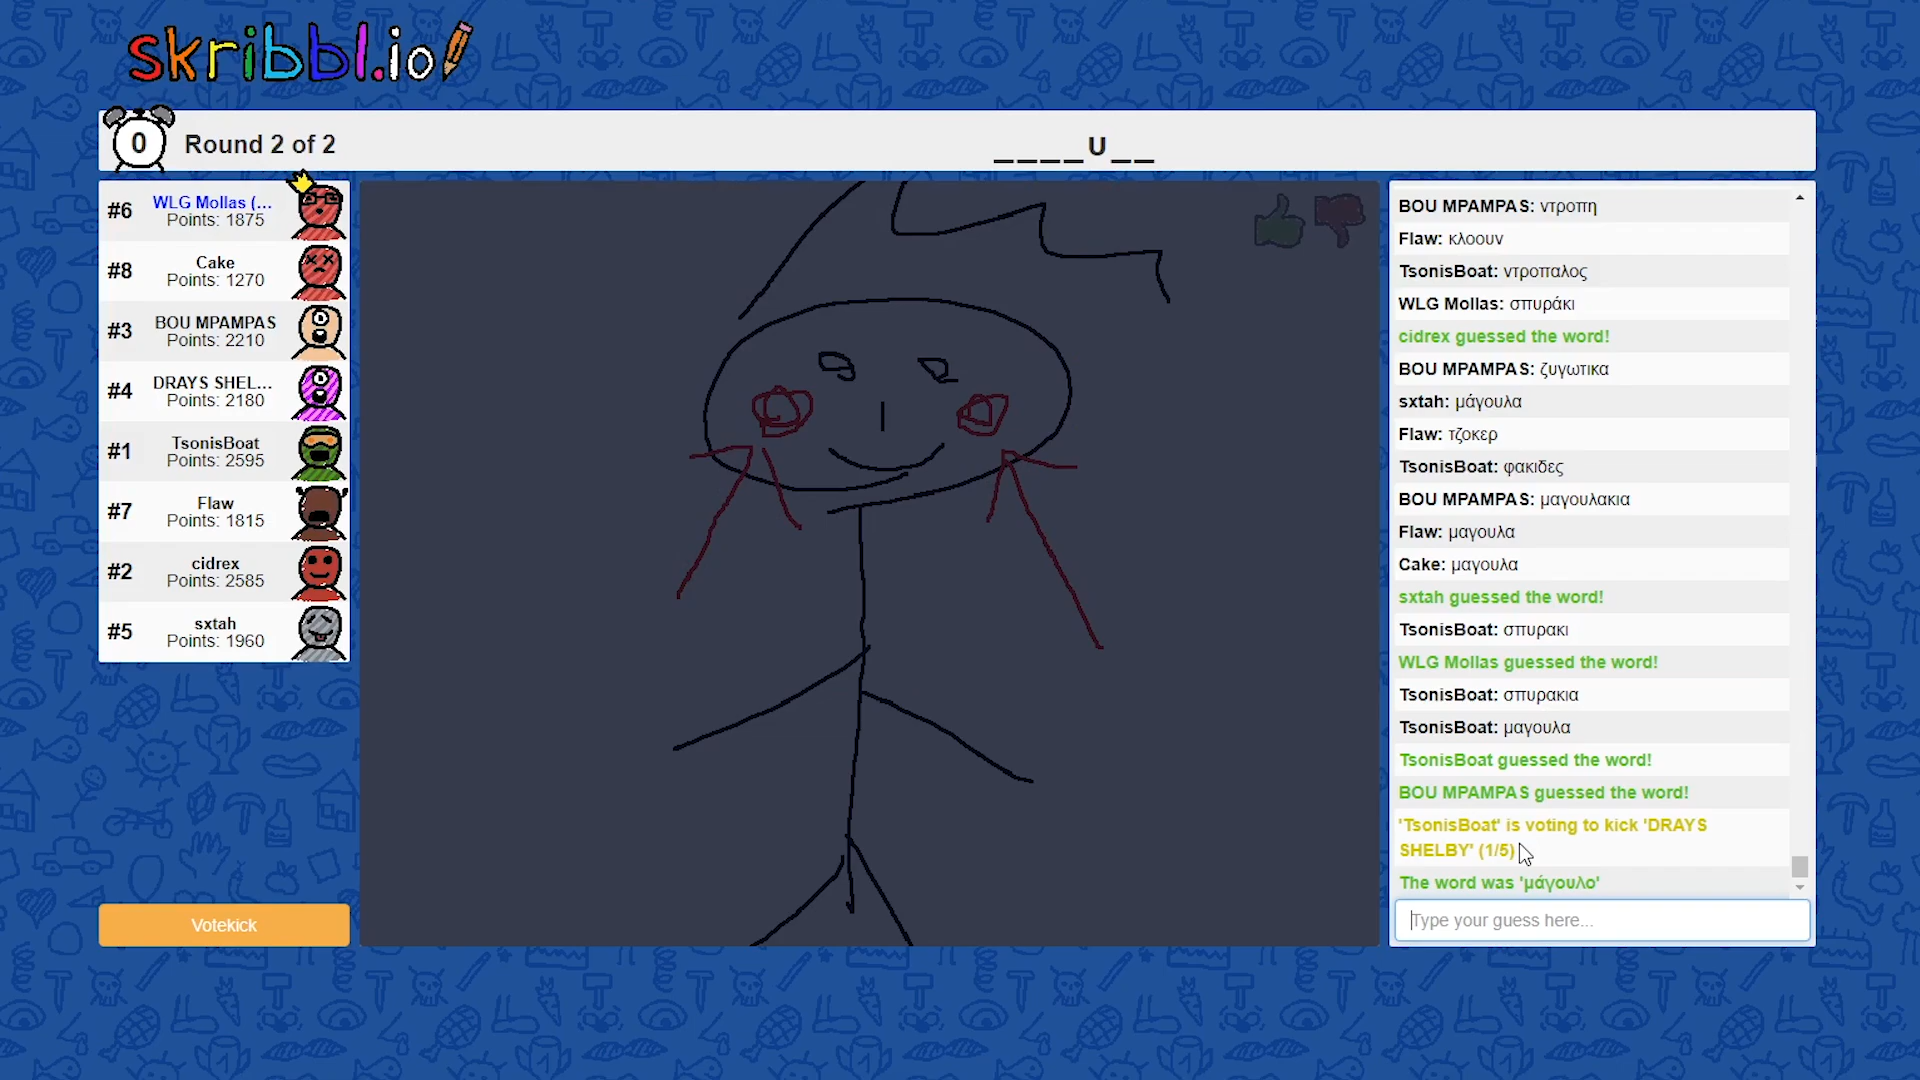 skribbl.io
0
Round 2 of 2
____U__
#6
WLG Mollas (...
Points: 1875
#8
Cake
Points: 1270
#3
BOU MPAMPAS
Points: 2210
#4
DRAYS SHEL...
Points: 2180
#1
TsonisBoat
Points: 2595
#7
Flaw
Points: 1815
#2
cidrex
Points: 2585
#5
sxtah
Points: 1960
Votekick
BOU MPAMPAS: ντροπη
Flaw: κλοουν
TsonisBoat: ντροπαλος
WLG Mollas: σπυράκι
cidrex guessed the word!
BOU MPAMPAS: ζυγωτικα
sxtah: μάγουλα
Flaw: τζοκερ
TsonisBoat: φακιδες
BOU MPAMPAS: μαγουλακια
Flaw: μαγουλα
Cake: μαγουλα
sxtah guessed the word!
TsonisBoat: σπυρακι
WLG Mollas guessed the word!
TsonisBoat: σπυρακια
TsonisBoat: μαγουλα
TsonisBoat guessed the word!
BOU MPAMPAS guessed the word!
'TsonisBoat' is voting to kick 'DRAYS
SHELBY' (1/5)
The word was 'μάγουλο'
Type your guess here...